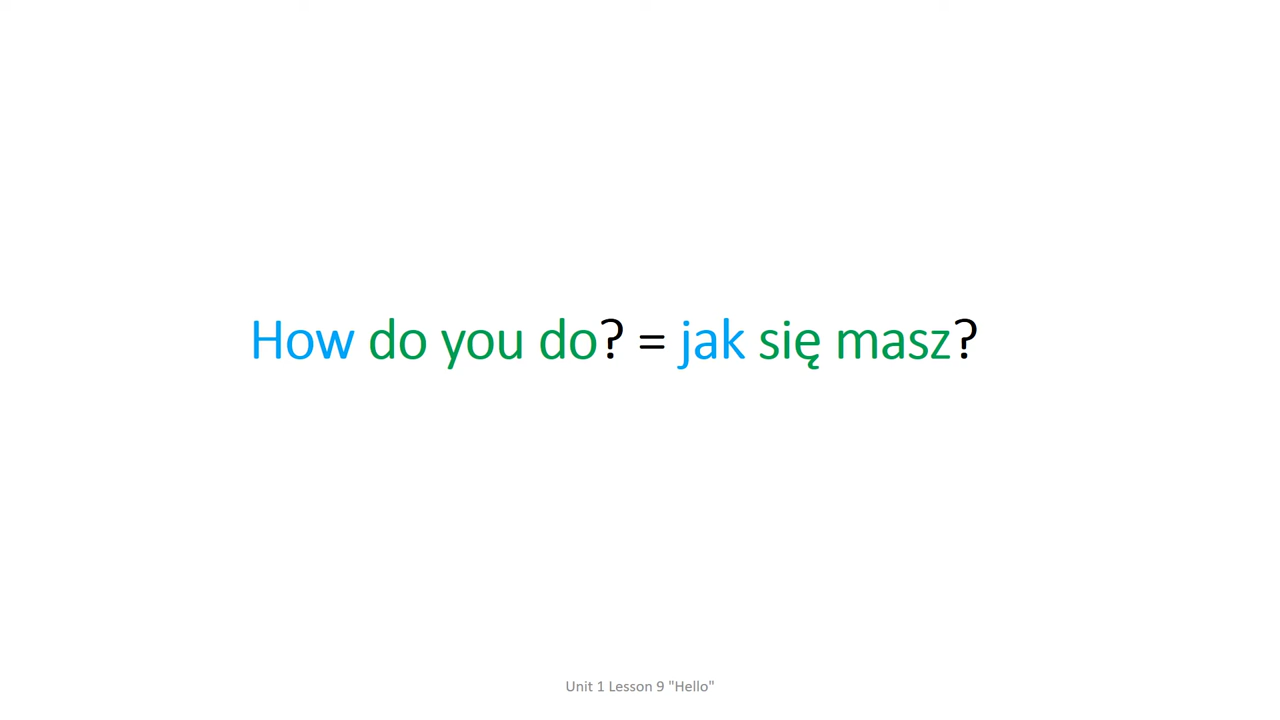 How do you do? = jak się masz?
Unit 1 Lesson 9 "Hello"